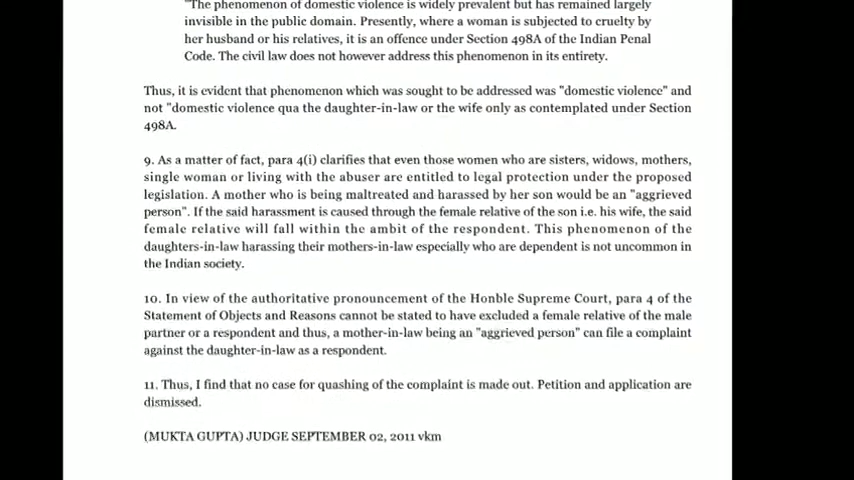 "The phenomenon of domestic violence is widely prevalent but has remained largely
invisible in the public domain. Presently, where a woman is subjected to cruelty by
her husband or his relatives, it is an offence under Section 498A of the Indian Penal
Code. The civil law does not however address this phenomenon in its entirety.
Thus, it is evident that phenomenon which was sought to be addressed was "domestic violence" and
not "domestic violence qua the daughter-in-law or the wife only as contemplated under Section
498A.
9. As a matter of fact, para 4(i) clarifies that even those women who are sisters, widows, mothers,
single woman or living with the abuser are entitled to legal protection under the proposed
legislation. A mother who is being maltreated and harassed by her son would be an "aggrieved
person". If the said harassment is caused through the female relative of the son i.e. his wife, the said
female relative will fall within the ambit of the respondent. This phenomenon of the
daughters-in-law harassing their mothers-in-law especially who are dependent is not uncommon in
the Indian society.
10. In view of the authoritative pronouncement of the Honble Supreme Court, para 4 of the
Statement of Objects and Reasons cannot be stated to have excluded a female relative of the male
partner or a respondent and thus, a mother-in-law being an "aggrieved person" can file a complaint
against the daughter-in-law as a respondent.
11. Thus, I find that no case for quashing of the complaint is made out. Petition and application are
dismissed.
(MUKTA GUPTA) JUDGE SEPTEMBER 02, 2011 vkm